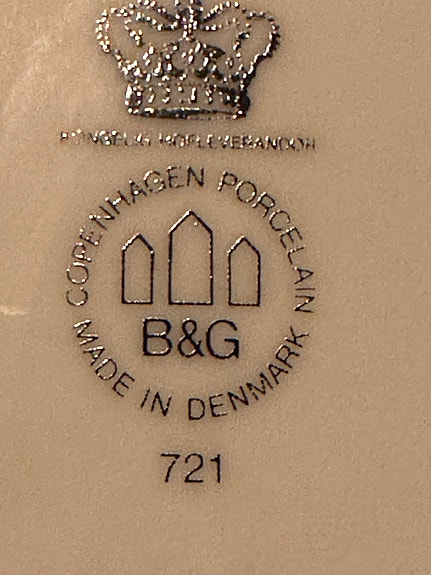 KONGELIG HOFLEVERANDØR
COPENHAGEN PORCELAIN
B&G
MADE IN DENMARK
721